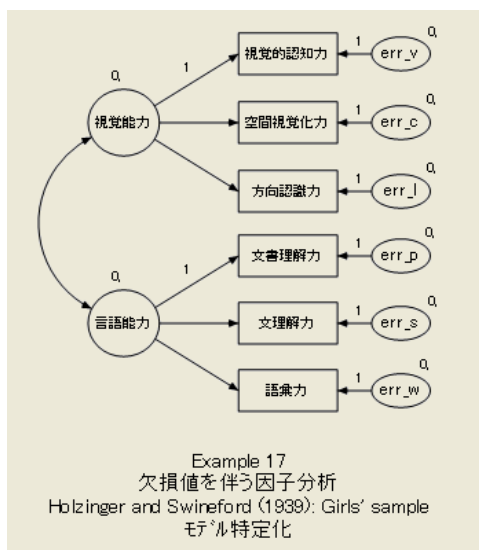 0,
1
視覚的認知力
1
err_v
0,
視覚能力
空間視覚化力
1
err_c
0,
方向認識力
1
err_l
0,
0,
1
文書理解力
1
err_p
0,
言語能力
文理解力
1
err_s
0,
語彙力
1
err_w
0,
Example 17
欠損値を伴う因子分析
Holzinger and Swineford (1939): Girls' sample
モデル特定化